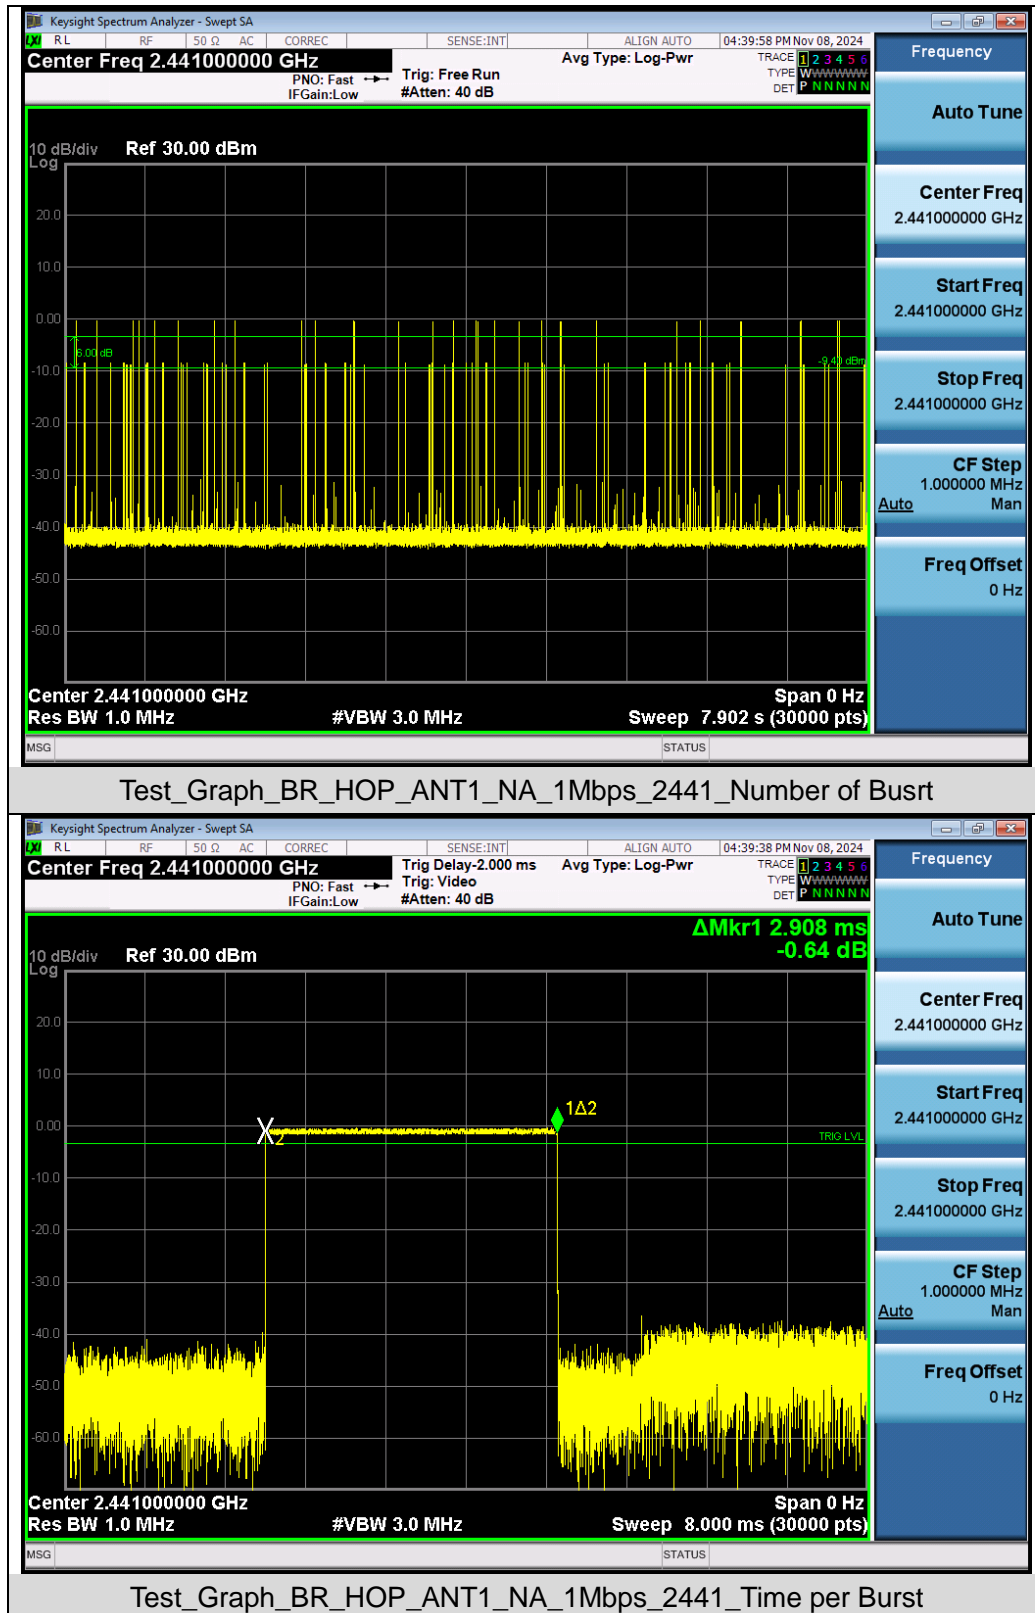 Keysight Spectrum Analyzer - Swept SA
LXI RL RF 50 Ω AC CORREC SENSE:INT ALIGN AUTO 04:39:58 PM Nov 08, 2024
Center Freq 2.441000000 GHz Avg Type: Log-Pwr TRACE 1 2 3 4 5 6
PNO: Fast Trig: Free Run TYPE WWWWWW
IFGain:Low #Atten: 40 dB DET P N N N N N
Frequency
Auto Tune
10 dB/div Ref 30.00 dBm
Log
20.0
10.0
0.00
6.00 dB
-9.40 dBm
-10.0
-20.0
-30.0
-40.0
-50.0
-60.0
Center Freq
2.441000000 GHz
Start Freq
2.441000000 GHz
Stop Freq
2.441000000 GHz
CF Step
1.000000 MHz
Auto Man
Freq Offset
0 Hz
Center 2.441000000 GHz Span 0 Hz
Res BW 1.0 MHz #VBW 3.0 MHz Sweep 7.902 s (30000 pts)
MSG STATUS
Test_Graph_BR_HOP_ANT1_NA_1Mbps_2441_Number of Busrt
Keysight Spectrum Analyzer - Swept SA
LXI RL RF 50 Ω AC CORREC SENSE:INT ALIGN AUTO 04:39:38 PM Nov 08, 2024
Center Freq 2.441000000 GHz Trig Delay-2.000 ms Avg Type: Log-Pwr TRACE 1 2 3 4 5 6
PNO: Fast Trig: Video TYPE WWWWWW
IFGain:Low #Atten: 40 dB DET P N N N N N
Frequency
Auto Tune
ΔMkr1 2.908 ms
-0.64 dB
10 dB/div Ref 30.00 dBm
Log
20.0
10.0
0.00
1Δ2
2
TRIG LVL
-10.0
-20.0
-30.0
-40.0
-50.0
-60.0
Center Freq
2.441000000 GHz
Start Freq
2.441000000 GHz
Stop Freq
2.441000000 GHz
CF Step
1.000000 MHz
Auto Man
Freq Offset
0 Hz
Center 2.441000000 GHz Span 0 Hz
Res BW 1.0 MHz #VBW 3.0 MHz Sweep 8.000 ms (30000 pts)
MSG STATUS
Test_Graph_BR_HOP_ANT1_NA_1Mbps_2441_Time per Burst